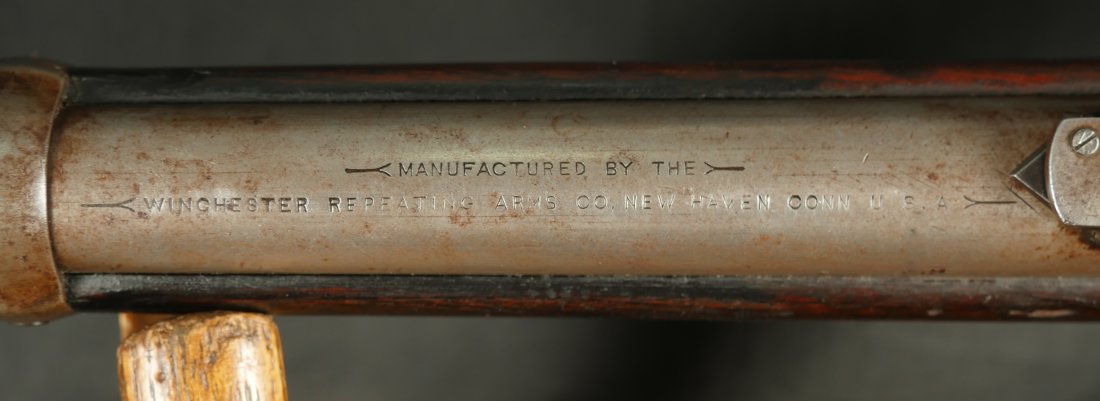 MANUFACTURED BY THE
WINCHESTER REPEATING ARMS CO. NEW HAVEN CONN U S. A